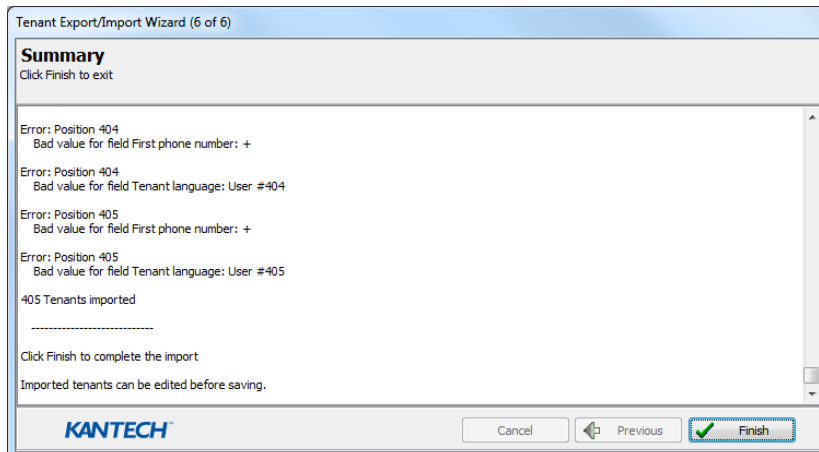 Tenant Export/Import Wizard (6 of 6)
Summary
Click Finish to exit
Error: Position 404
Bad value for field First phone number: +
Error: Position 404
Bad value for field Tenant language: User #404
Error: Position 405
Bad value for field First phone number: +
Error: Position 405
Bad value for field Tenant language: User #405
405 Tenants imported
----------------------------
Click Finish to complete the import
Imported tenants can be edited before saving.
KANTECH™
Cancel
Previous
Finish